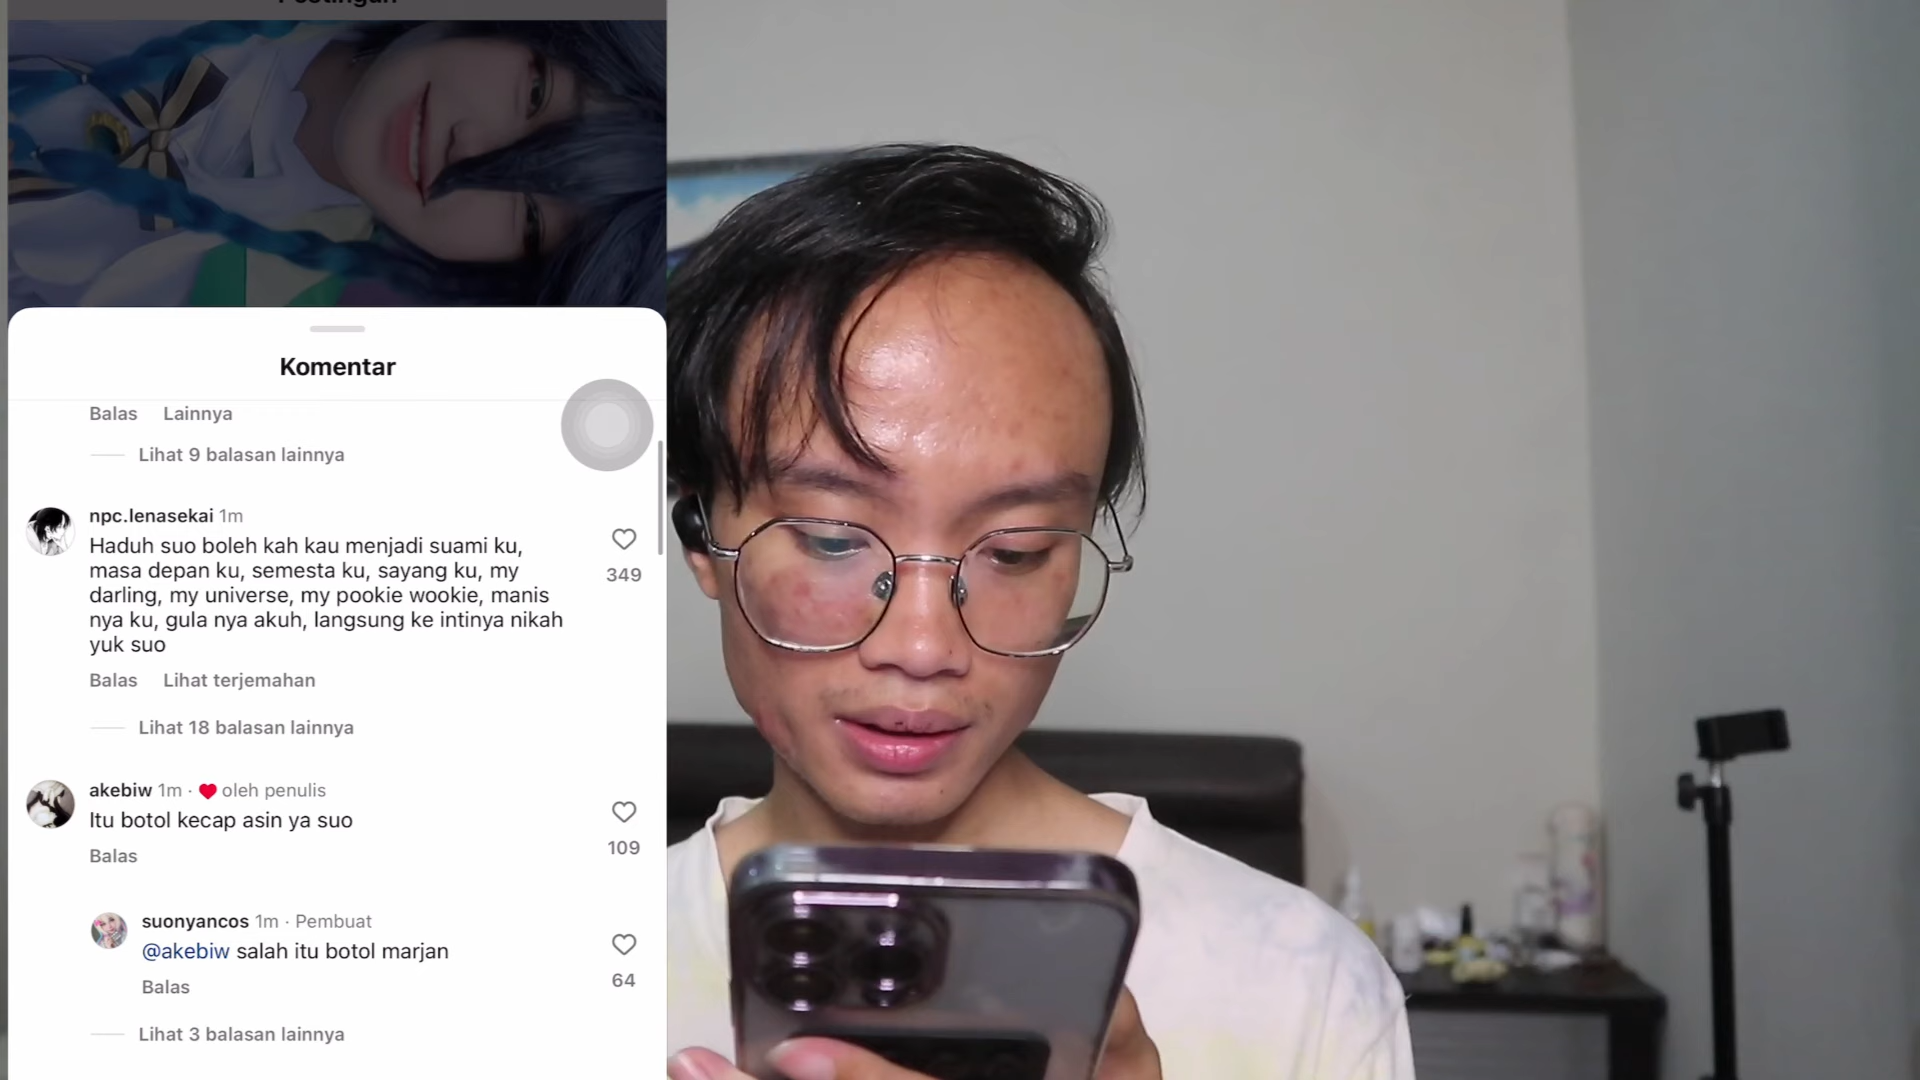 Postingan
Komentar
Balas Lainnya
Lihat 9 balasan lainnya
npc.lenasekai 1m
Haduh suo boleh kah kau menjadi suami ku,
masa depan ku, semesta ku, sayang ku, my
darling, my universe, my pookie wookie, manis
nya ku, gula nya akuh, langsung ke intinya nikah
yuk suo
349
Balas Lihat terjemahan
Lihat 18 balasan lainnya
akebiw 1m · oleh penulis
Itu botol kecap asin ya suo
109
Balas
suonyancos 1m · Pembuat
@akebiw salah itu botol marjan
64
Balas
Lihat 3 balasan lainnya